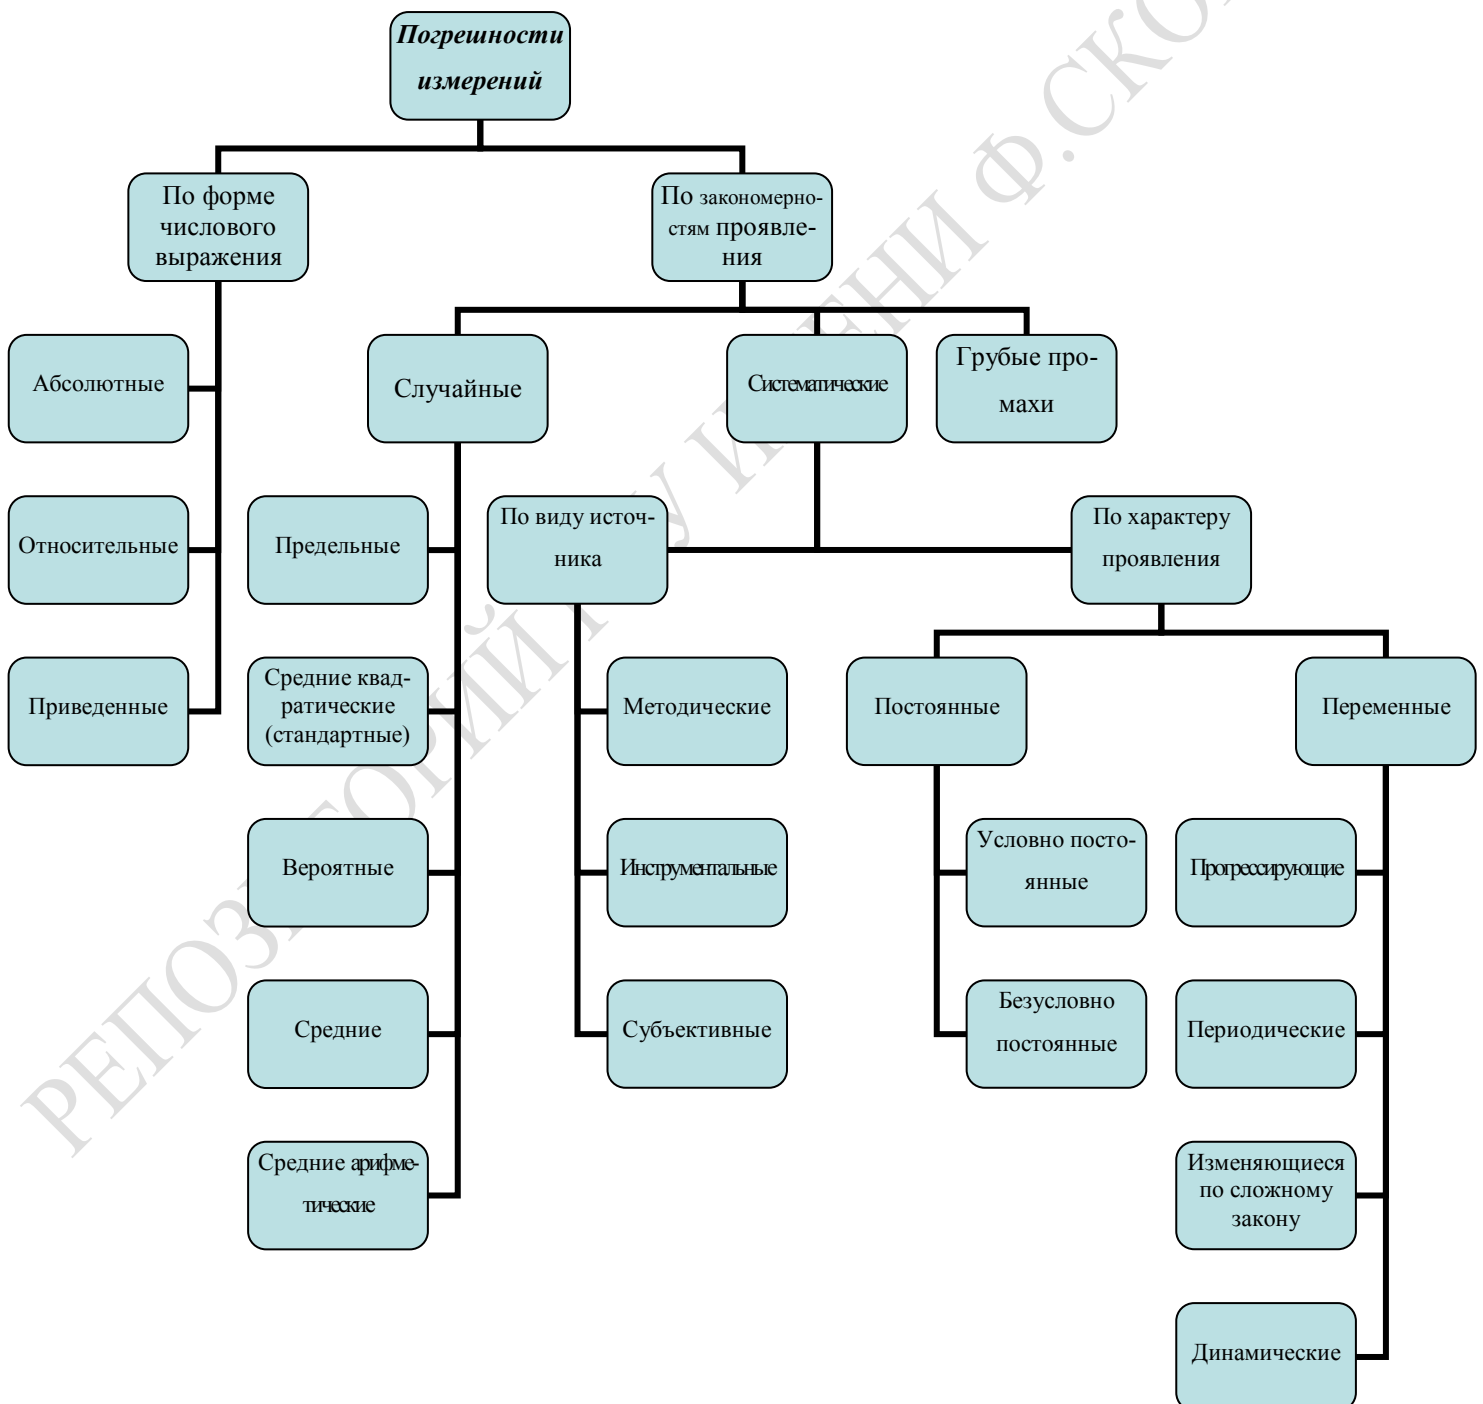 Погрешности
измерений
По форме
числового
выражения
По закономерно-
стям проявле-
ния
Абсолютные
Случайные
Систематические
Грубые про-
махи
Относительные
Предельные
По виду источ-
ника
По характеру
проявления
Приведенные
Средние квад-
ратические
(стандартные)
Методические
Постоянные
Переменные
Вероятные
Инструментальные
Условно посто-
янные
Прогрессирующие
Средние
Субъективные
Безусловно
постоянные
Периодические
Средние арифме-
тические
Изменяющиеся
по сложному
закону
Динамические